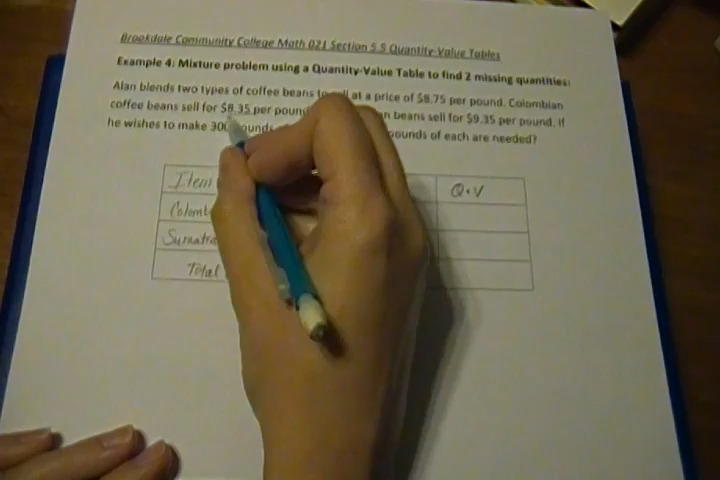 Brookdale Community College Math 021 Section 5.5 Quantity-Value Tables
Example 4: Mixture problem using a Quantity-Value Table to find 2 missing quantities:
Alan blends two types of coffee beans to sell at a price of $8.75 per pound. Colombian
coffee beans sell for $8.35 per pound beans sell for $9.35 per pound. If
he wishes to make 300 pounds pounds of each are needed?
Item Q·V
Colomb
Sumatra
Total